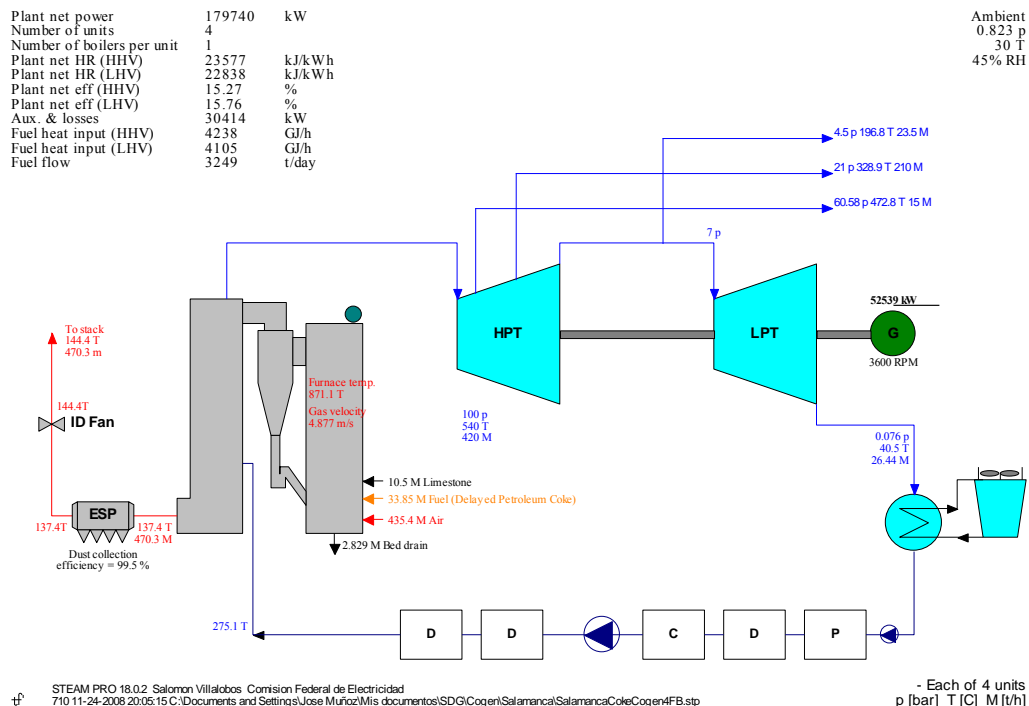 Plant net power 179740 kW
Number of units 4
Number of boilers per unit 1
Plant net HR (HHV) 23577 kJ/kWh
Plant net HR (LHV) 22838 kJ/kWh
Plant net eff (HHV) 15.27 %
Plant net eff (LHV) 15.76 %
Aux. & losses 30414 kW
Fuel heat input (HHV) 4238 GJ/h
Fuel heat input (LHV) 4105 GJ/h
Fuel flow 3249 t/day
Ambient
0.823 p
30 T
45% RH
4.5 p 196.8 T 23.5 M
21 p 328.9 T 210 M
60.58 p 472.8 T 15 M
7 p
52539 kW
HPT
LPT
G
3600 RPM
To stack
144.4 T
470.3 m
144.4T
ID Fan
Furnace temp.
871.1 T
Gas velocity
4.877 m/s
100 p
540 T
420 M
0.076 p
40.5 T
26.44 M
10.5 M Limestone
33.85 M Fuel (Delayed Petroleum Coke)
435.4 M Air
2.829 M Bed drain
ESP
137.4T
137.4 T
470.3 M
Dust collection
efficiency = 99.5 %
275.1 T
D
D
C
D
P
- Each of 4 units
p [bar] T [C] M [t/h]
STEAM PRO 18.0.2 Salomon Villalobos Comision Federal de Electricidad
710 11-24-2008 20:05:15 C:\Documents and Settings\Jose Muñoz\Mis documentos\SDG\Cogen\Salamanca\SalamancaCokeCogen4FB.stp